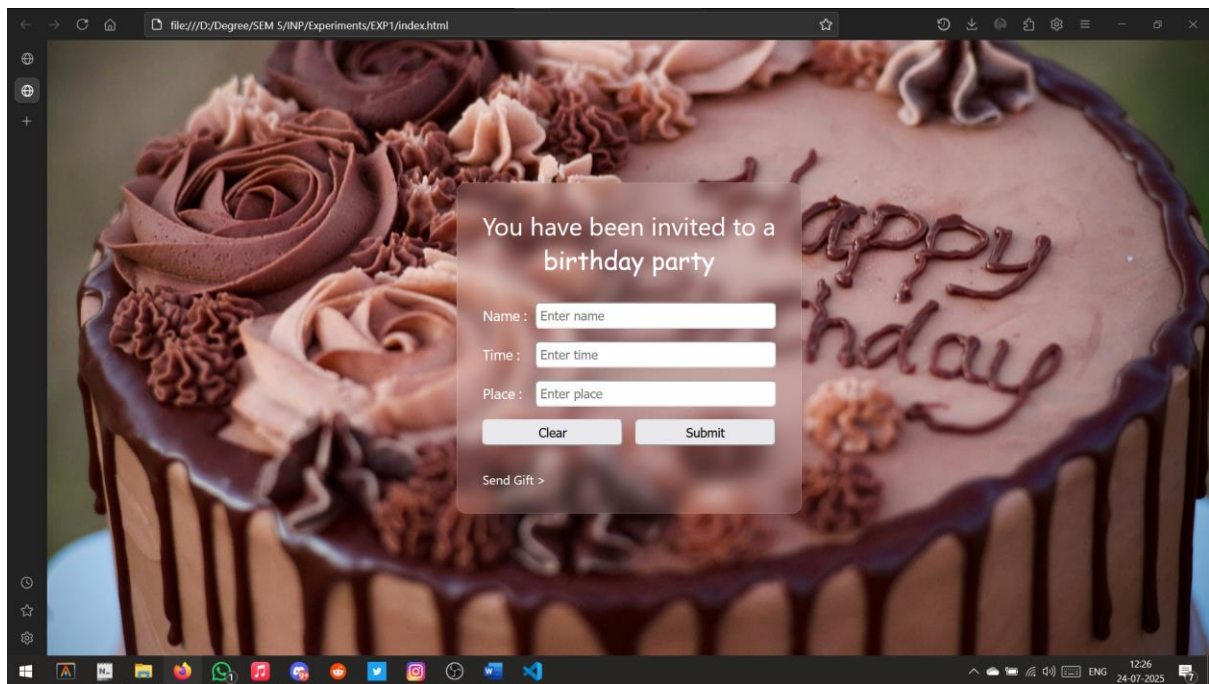 file:///D:/Degree/SEM 5/INP/Experiments/EXP1/index.html
happy
You have been invited to a
birthday party
Name :
Enter name
Time :
Enter time
Place :
Enter place
Clear
Submit
Send Gift >
ENG
12:26
24-07-2025